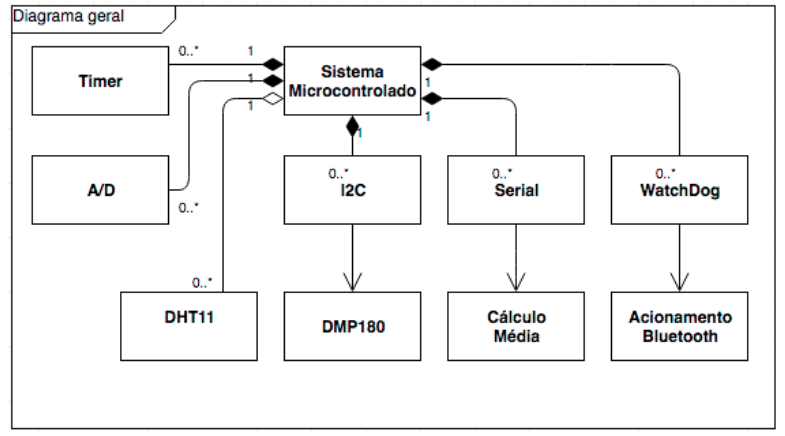 Diagrama geral
0..*
1
Timer
Sistema
Microcontrolado
1
1
1
1
1
A/D
0..*
0..*
I2C
0..*
Serial
0..*
WatchDog
0..*
DHT11
DMP180
Cálculo
Média
Acionamento
Bluetooth